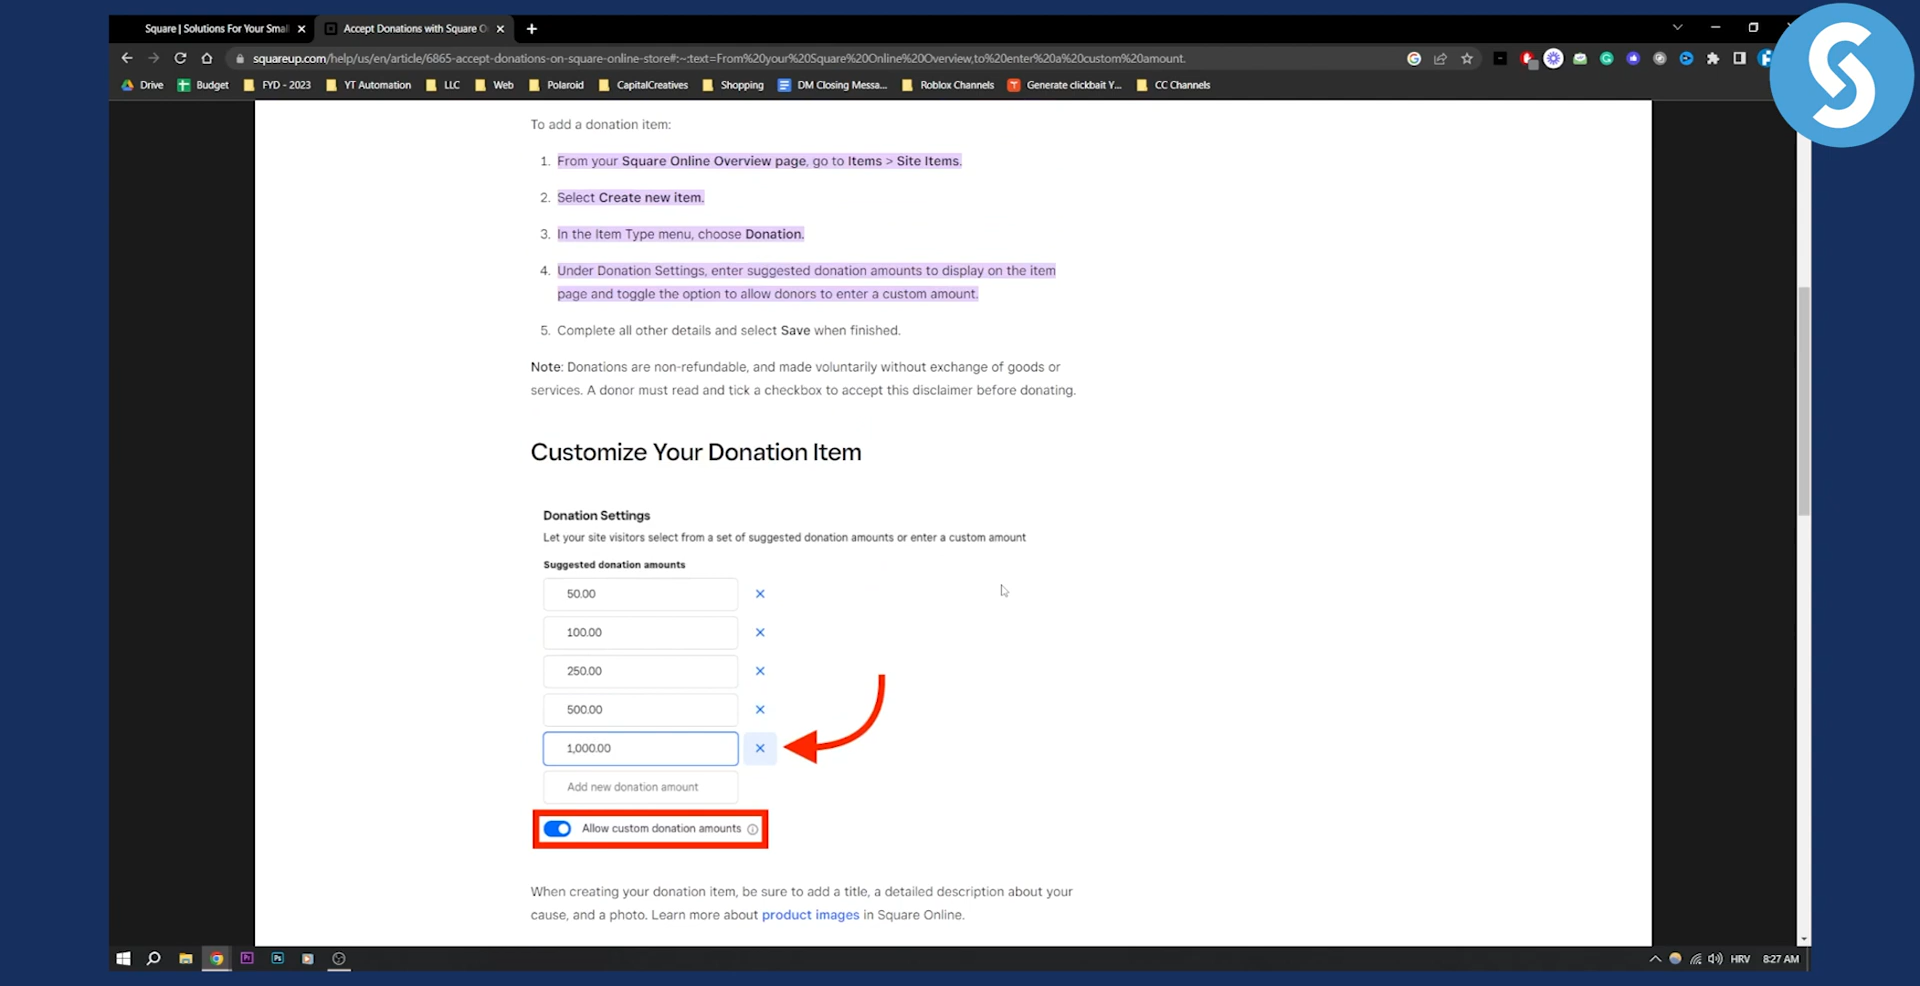 Square | Solutions For Your Smal
Accept Donations with Square O
squareup.com/help/us/en/article/6865-accept-donations-on-square-online-store#:~:text=From%20your%20Square%20Online%20Overview,to%20enter%20a%20custom%20amount.
Drive
Budget
FYD - 2023
YT Automation
LLC
Web
Polaroid
CapitalCreatives
Shopping
DM Closing Messa...
Roblox Channels
Generate clickbait Y...
CC Channels
To add a donation item:
1. From your Square Online Overview page, go to Items > Site Items.
2. Select Create new item.
3. In the Item Type menu, choose Donation.
4. Under Donation Settings, enter suggested donation amounts to display on the item
page and toggle the option to allow donors to enter a custom amount.
5. Complete all other details and select Save when finished.
Note: Donations are non-refundable, and made voluntarily without exchange of goods or
services. A donor must read and tick a checkbox to accept this disclaimer before donating.
Customize Your Donation Item
Donation Settings
Let your site visitors select from a set of suggested donation amounts or enter a custom amount
Suggested donation amounts
50.00
100.00
250.00
500.00
1,000.00
Add new donation amount
Allow custom donation amounts
When creating your donation item, be sure to add a title, a detailed description about your
cause, and a photo. Learn more about product images in Square Online.
Pr
Ps
HRV
8:27 AM